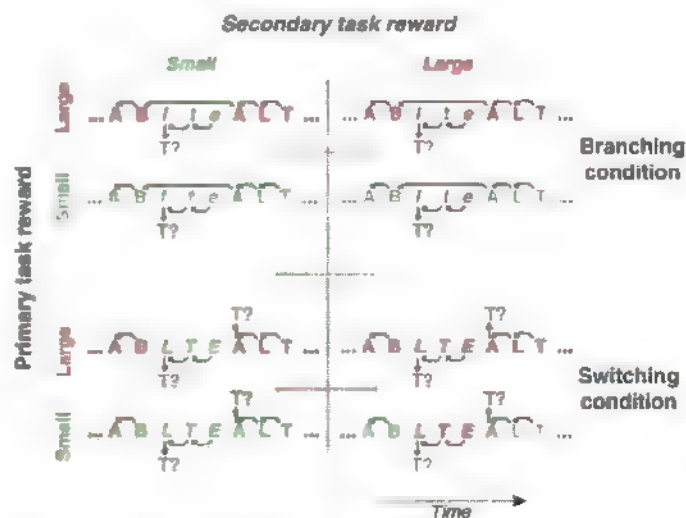 Secondary task reward
Small Large
Large
... A B l t e A L T ... ... A B l t e A L T ...
T? T?
Branching
condition
Small
... A B l t e A L T ... ... A B l t e A L T ...
T? T?
Primary task reward
T? T?
Large
... A B L T E A L T ... ... A B L T E A L T ...
T? T?
Switching
condition
T? T?
Small
... A B L T E A L T ... ... A B L T E A L T ...
T? T?
Time